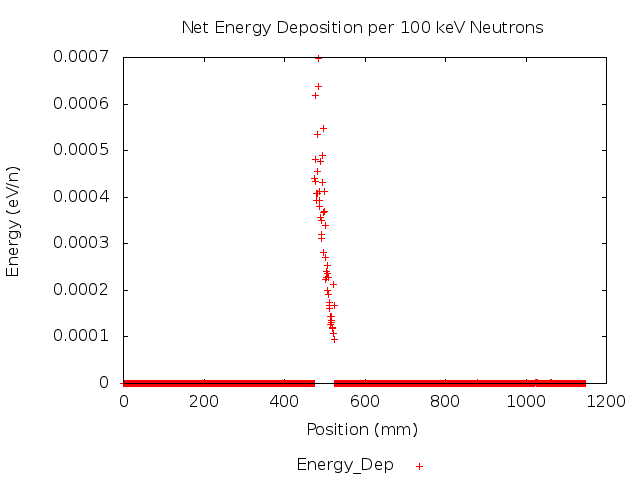 Net Energy Deposition per 100 keV Neutrons
0.0007
0.0006
0.0005
0.0004
0.0003
0.0002
0.0001
0
Energy (eV/n)
0 200 400 600 800 1000 1200
Position (mm)
Energy_Dep